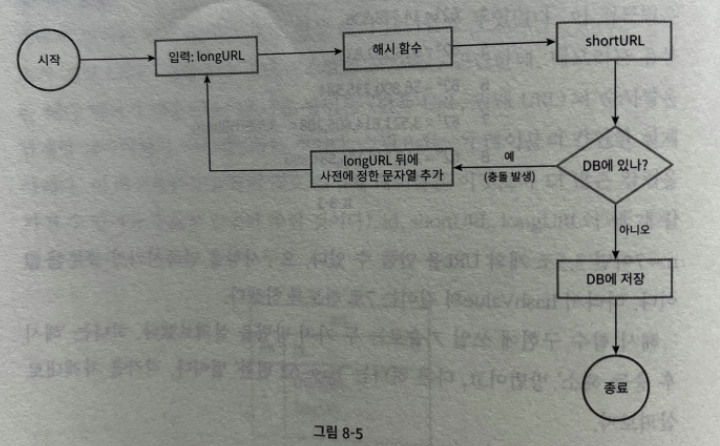 시작
입력: longURL
해시 함수
shortURL
DB에 있나?
예
(충돌 발생)
longURL 뒤에
사전에 정한 문자열 추가
아니오
DB에 저장
종료
그림 8-5